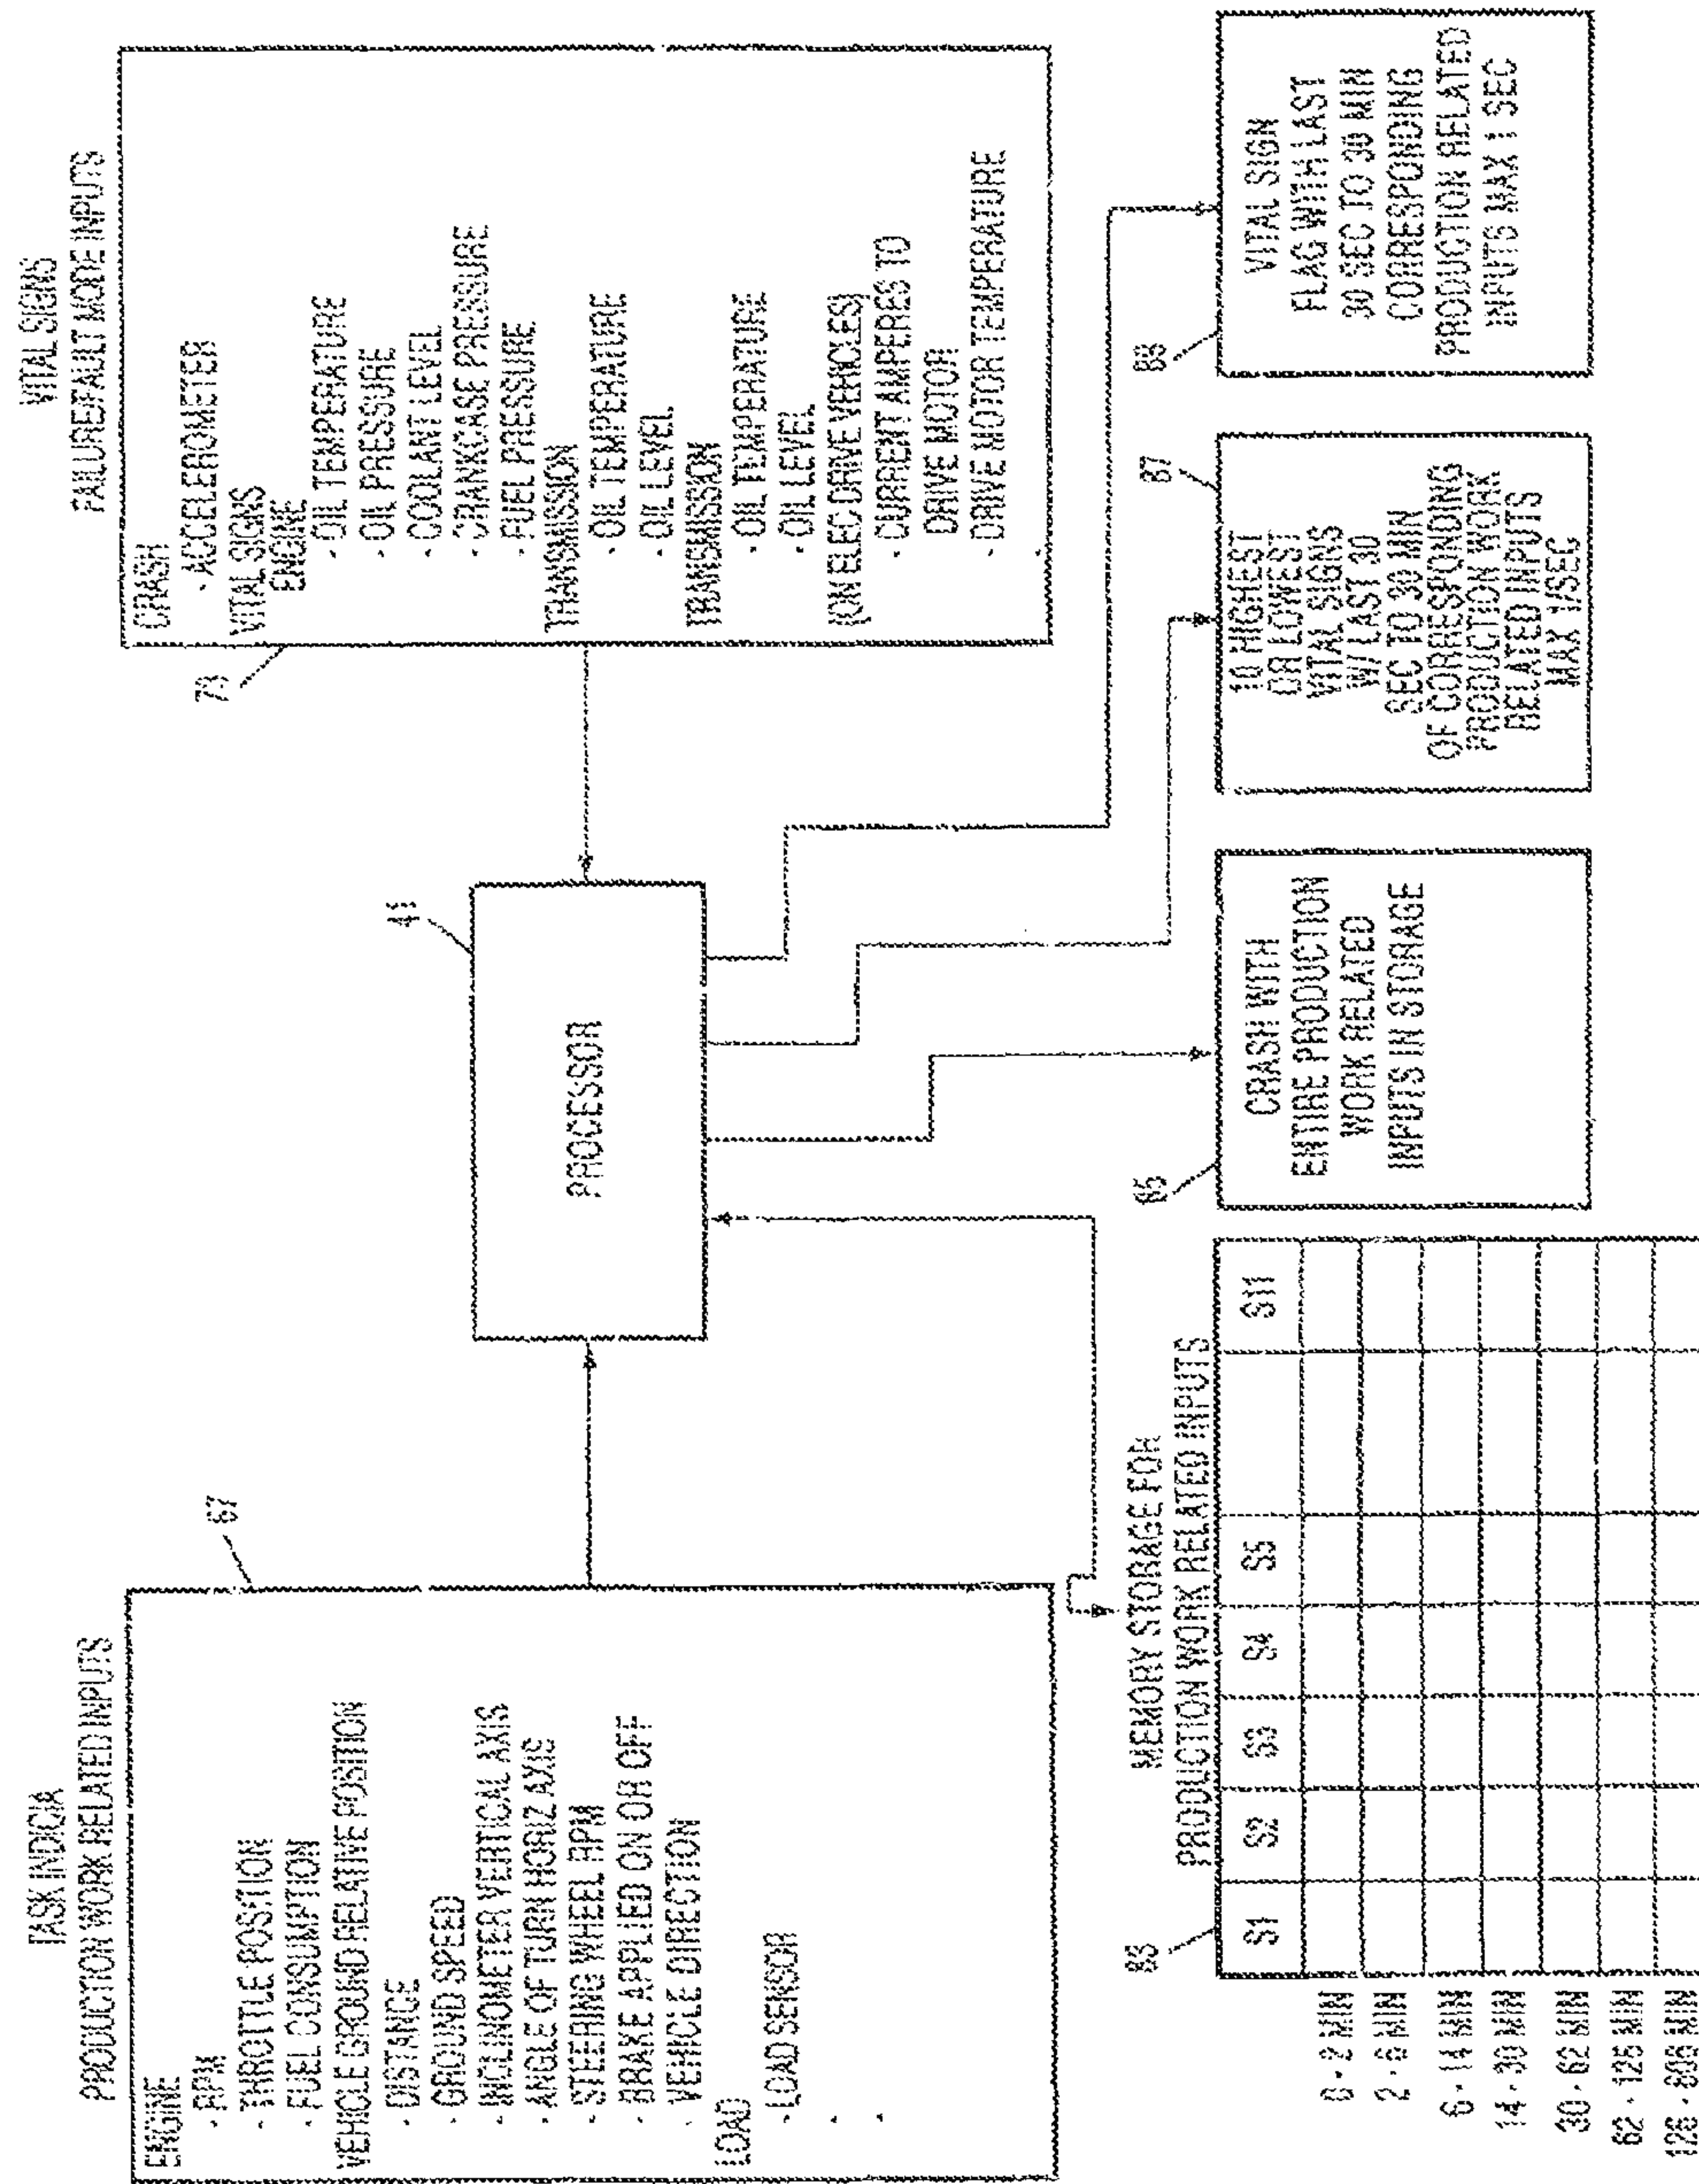 TASK INDICIA
PRODUCTION WORK RELATED INPUTS
67
ENGINE
- RPM
- THROTTLE POSITION
- FUEL CONSUMPTION
VEHICLE GROUND RELATIVE POSITION
- DISTANCE
- GROUND SPEED
- INCLINOMETER VERTICAL AXIS
- ANGLE OF TURN HORIZ AXIS
- STEERING WHEEL RPM
- BRAKE APPLIED ON OR OFF
- VEHICLE DIRECTION
LOAD
- LOAD SENSOR
41
PROCESSOR
VITAL SIGNS
FAILURE/FAULT MODE INPUTS
73
CRASH
- ACCELEROMETER
VITAL SIGNS
ENGINE
- OIL TEMPERATURE
- OIL PRESSURE
- COOLANT LEVEL
- CRANKCASE PRESSURE
- FUEL PRESSURE
TRANSMISSION
- OIL TEMPERATURE
- OIL LEVEL
TRANSMISSION
- OIL TEMPERATURE
- OIL LEVEL
(ON ELEC DRIVE VEHICLES)
- CURRENT AMPERES TO
DRIVE MOTOR
- DRIVE MOTOR TEMPERATURE
MEMORY STORAGE FOR
PRODUCTION WORK RELATED INPUTS
83
S1 S2 S3 S4 S5 S11
0 - 2 MIN
2 - 6 MIN
6 - 14 MIN
14 - 30 MIN
30 - 62 MIN
62 - 126 MIN
MIN
85
CRASH WITH
ENTIRE PRODUCTION
WORK RELATED
INPUTS IN STORAGE
87
10 HIGHEST
OR LOWEST
VITAL SIGNS
W/ LAST 30
SEC TO 30 MIN
OF CORRESPONDING
PRODUCTION WORK
RELATED INPUTS
MAX 1/SEC
VITAL SIGN
FLAG WITH LAST
30 SEC TO 30 MIN
CORRESPONDING
PRODUCTION RELATED
INPUTS MAX 1 SEC